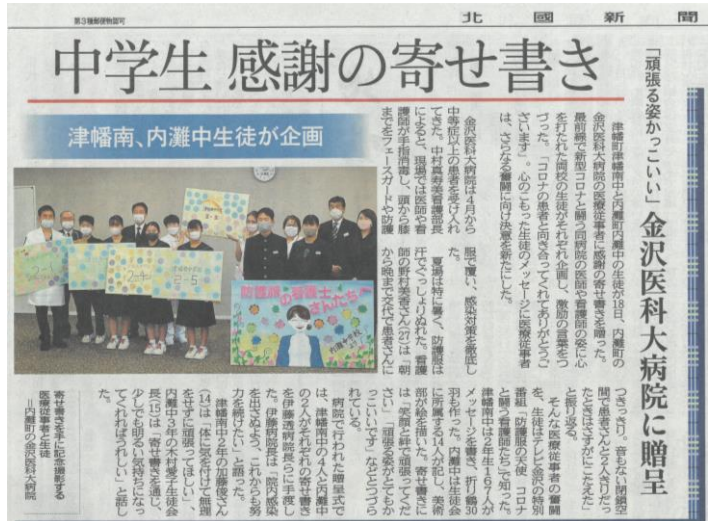 第3種郵便物認可
北國新聞
中学生 感謝の寄せ書き
「頑張る姿かっこいい」金沢医科大病院に贈呈
津幡南、内灘中生徒が企画
津幡町津幡南中と内灘町内灘中の生徒が18日、内灘町の
金沢医科大病院の医療従事者に感謝の寄せ書きを贈った。
最前線で新型コロナと闘う同病院の医師や看護師の姿に心
を打たれた両校の生徒がそれぞれ企画し、激励の言葉をつ
づった。「コロナの患者と向き合ってくれてありがとうご
ざいます」。心のこもった生徒のメッセージに医療従事者
は、さらなる奮闘に向け決意を新たにした。
金沢医科大病院は4月から
中等症以上の患者を受け入れ
てきた。中村真寿美看護部長
によると、現場では医師や看
護師が手指消毒し、頭から膝
までをフェースガードや防護
服で覆い、感染対策を徹底し
た。
夏場は特に暑く、防護服は
汗でぐっしょりぬれた。看護
師の野村美香さん
は「朝
から晩まで交代で患者さんに
つきっきり。音もない閉鎖空
間で患者さんと2人きりだっ
たときはさすがにこたえた」
と振り返る。
そんな医療従事者の奮闘
を、生徒はテレビ金沢の特別
番組「防護服の天使 コロナ
と闘う看護師たち」で知った。
津幡南中は2年生167人が
メッセージを書き、折り鶴30
羽も作った。内灘中は生徒会
に所属する14人が記し、美術
部が絵を描いた。寄せ書きに
は「笑顔と絆で頑張ってくだ
さい」「頑張る姿がとてもか
っこいいです」などとつづら
れている。
病院で行われた贈呈式で
は、津幡南中の4人と内灘中
の2人がそれぞれの寄せ書き
を伊藤透病院長らに手渡し
た。伊藤病院長は「院内感染
を出さぬよう、これからも努
力を続けたい」と語った。
津幡南中2年の加藤俊さん
(14)は「体に気を付けて無理
をせずに頑張ってほしい」、
内灘中3年の木村愛子生徒会
長(15)は「寄せ書きを通し、
少しでも明るい気持ちになっ
てくれればうれしい」と話し
た。
防護服
の看護士
さんたちへ
内灘中学校
2-1
2-5
寄せ書きを手に記念撮影する
医療従事者と生徒
＝内灘町の金沢医科大病院